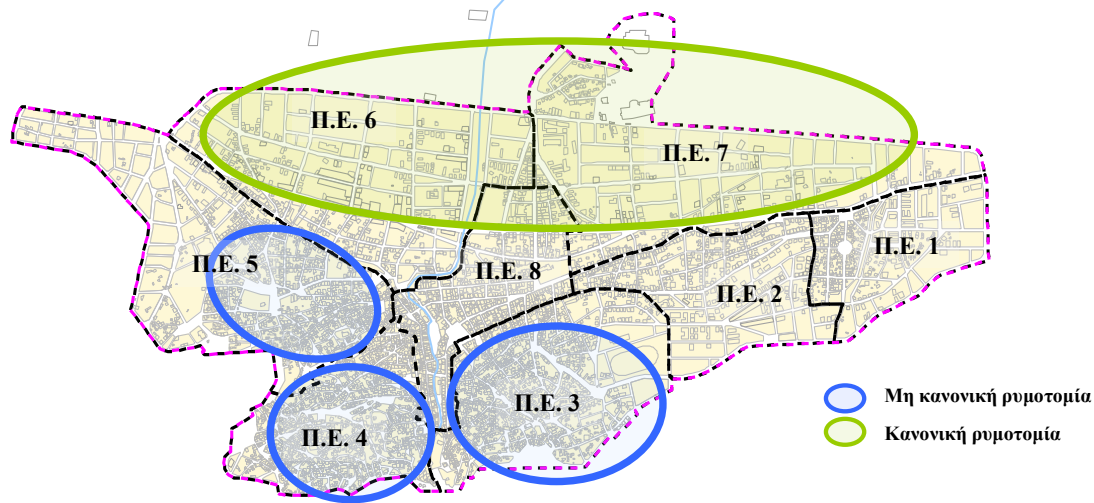 Π.Ε. 6
Π.Ε. 7
Π.Ε. 1
Π.Ε. 5
Π.Ε. 8
Π.Ε. 2
Π.Ε. 3
Π.Ε. 4
Μη κανονική ρυμοτομία
Κανονική ρυμοτομία